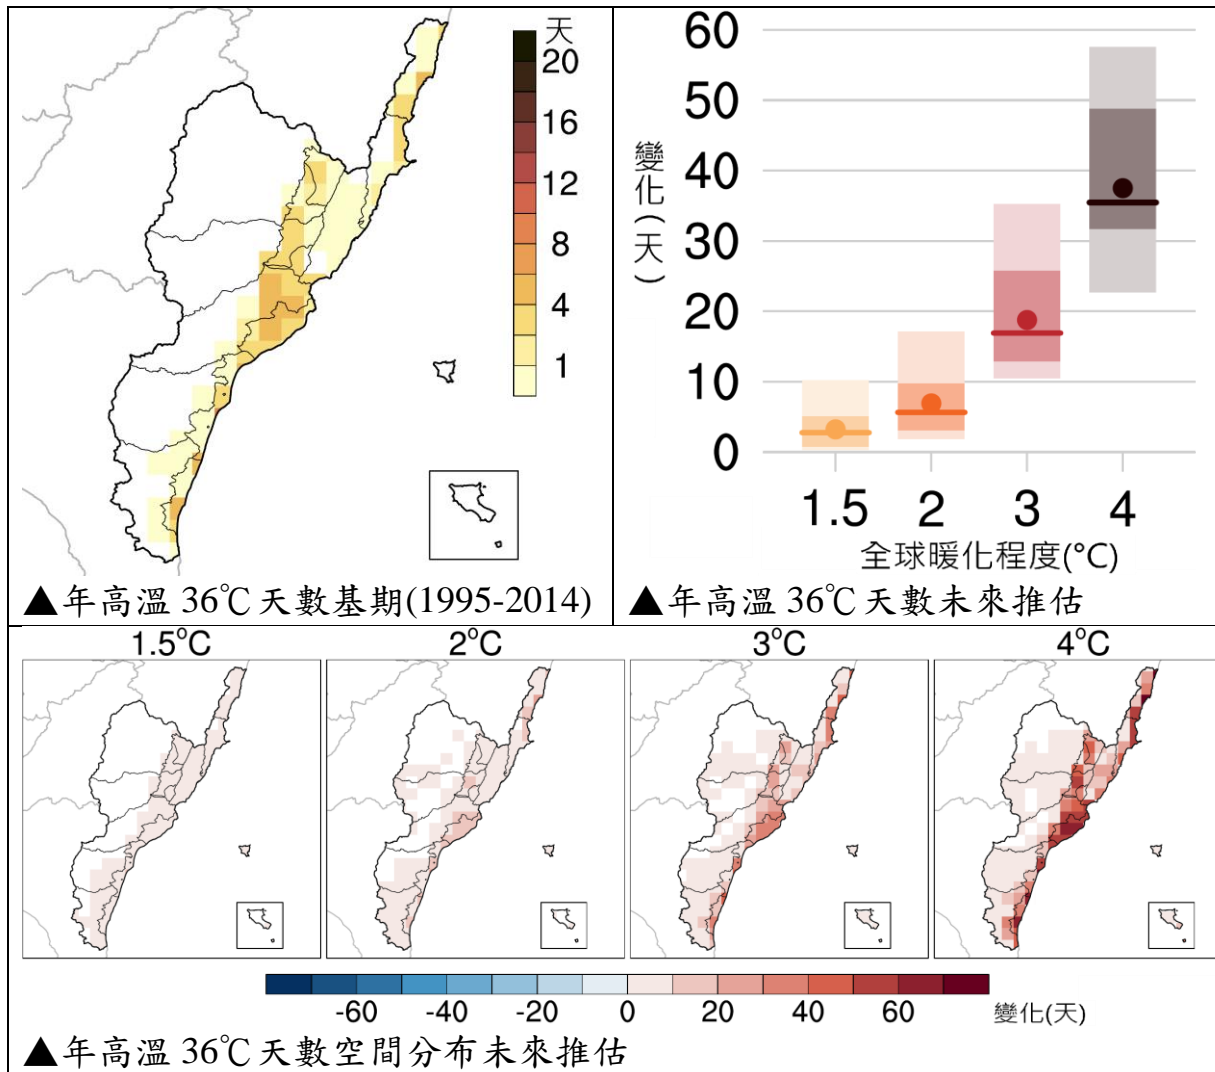 天
20
16
12
8
4
1
▲年高溫 36℃天數基期(1995-2014)
60
50
40
30
20
10
0
變化(天)
1.5 2 3 4
全球暖化程度(°C)
▲年高溫 36℃天數未來推估
1.5°C 2°C 3°C 4°C
-60 -40 -20 0 20 40 60 變化(天)
▲年高溫 36℃天數空間分布未來推估